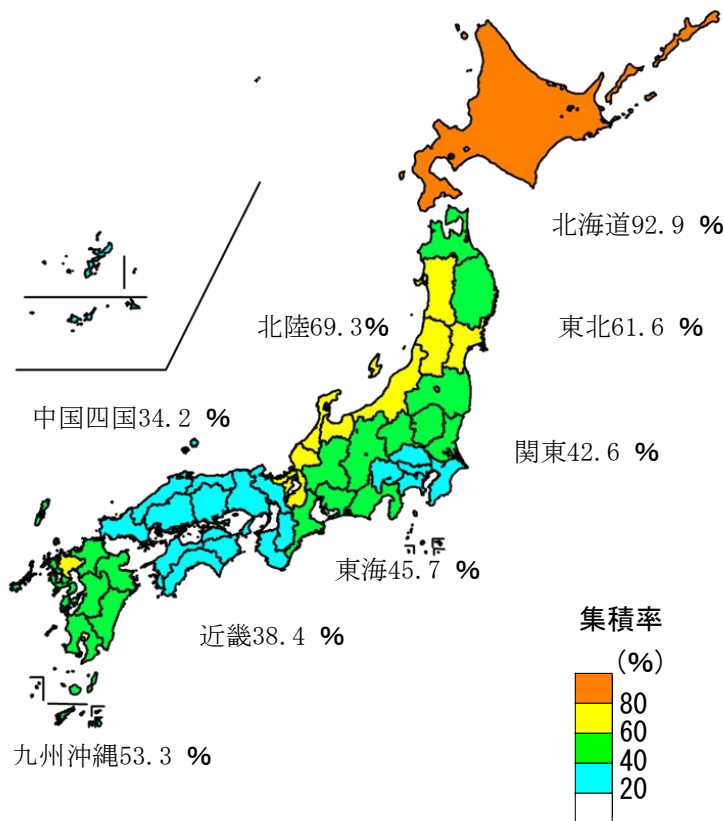 北海道92.9 %
北陸69.3%
東北61.6 %
中国四国34.2 %
関東42.6 %
東海45.7 %
近畿38.4 %
九州沖縄53.3 %
集積率
(%)
80
60
40
20